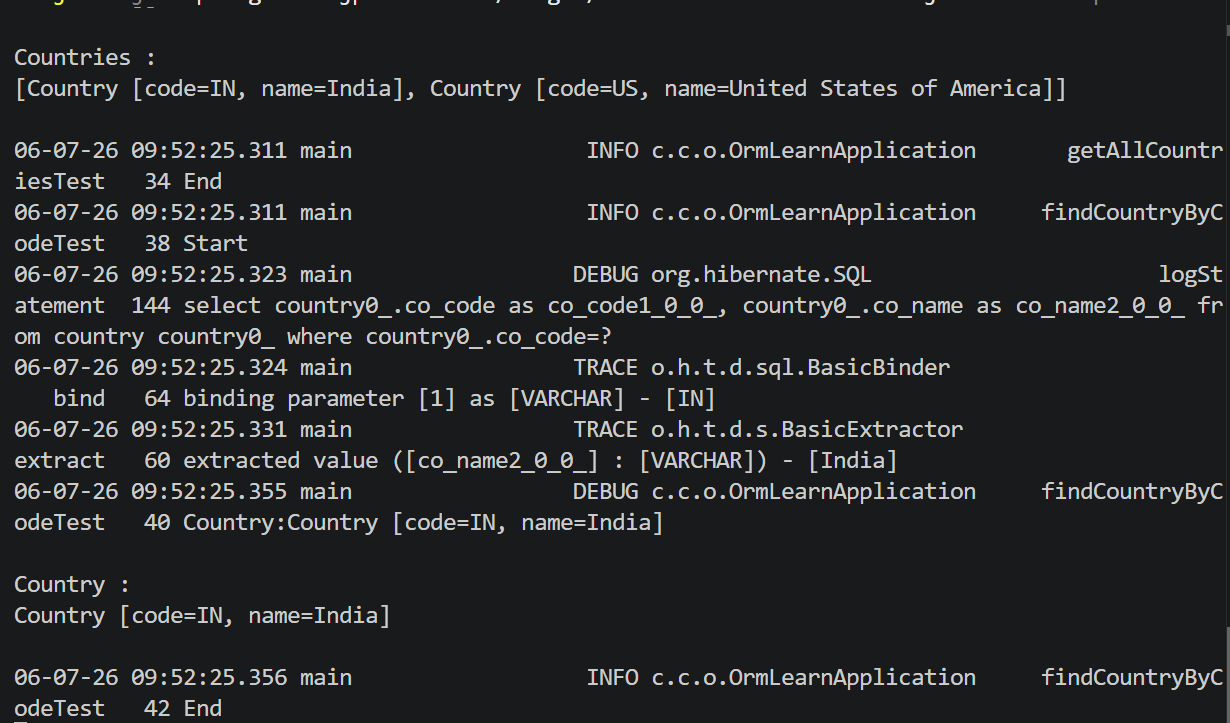 Countries :
[Country [code=IN, name=India], Country [code=US, name=United States of America]]
06-07-26 09:52:25.311 main                  INFO c.c.o.OrmLearnApplication       getAllCountr
iesTest   34 End
06-07-26 09:52:25.311 main                  INFO c.c.o.OrmLearnApplication     findCountryByC
odeTest   38 Start
06-07-26 09:52:25.323 main                 DEBUG org.hibernate.SQL                      logSt
atement  144 select country0_.co_code as co_code1_0_0_, country0_.co_name as co_name2_0_0_ fr
om country country0_ where country0_.co_code=?
06-07-26 09:52:25.324 main                 TRACE o.h.t.d.sql.BasicBinder
   bind   64 binding parameter [1] as [VARCHAR] - [IN]
06-07-26 09:52:25.331 main                 TRACE o.h.t.d.s.BasicExtractor
extract   60 extracted value ([co_name2_0_0_] : [VARCHAR]) - [India]
06-07-26 09:52:25.355 main                 DEBUG c.c.o.OrmLearnApplication     findCountryByC
odeTest   40 Country:Country [code=IN, name=India]
Country :
Country [code=IN, name=India]
06-07-26 09:52:25.356 main                  INFO c.c.o.OrmLearnApplication     findCountryByC
odeTest   42 End